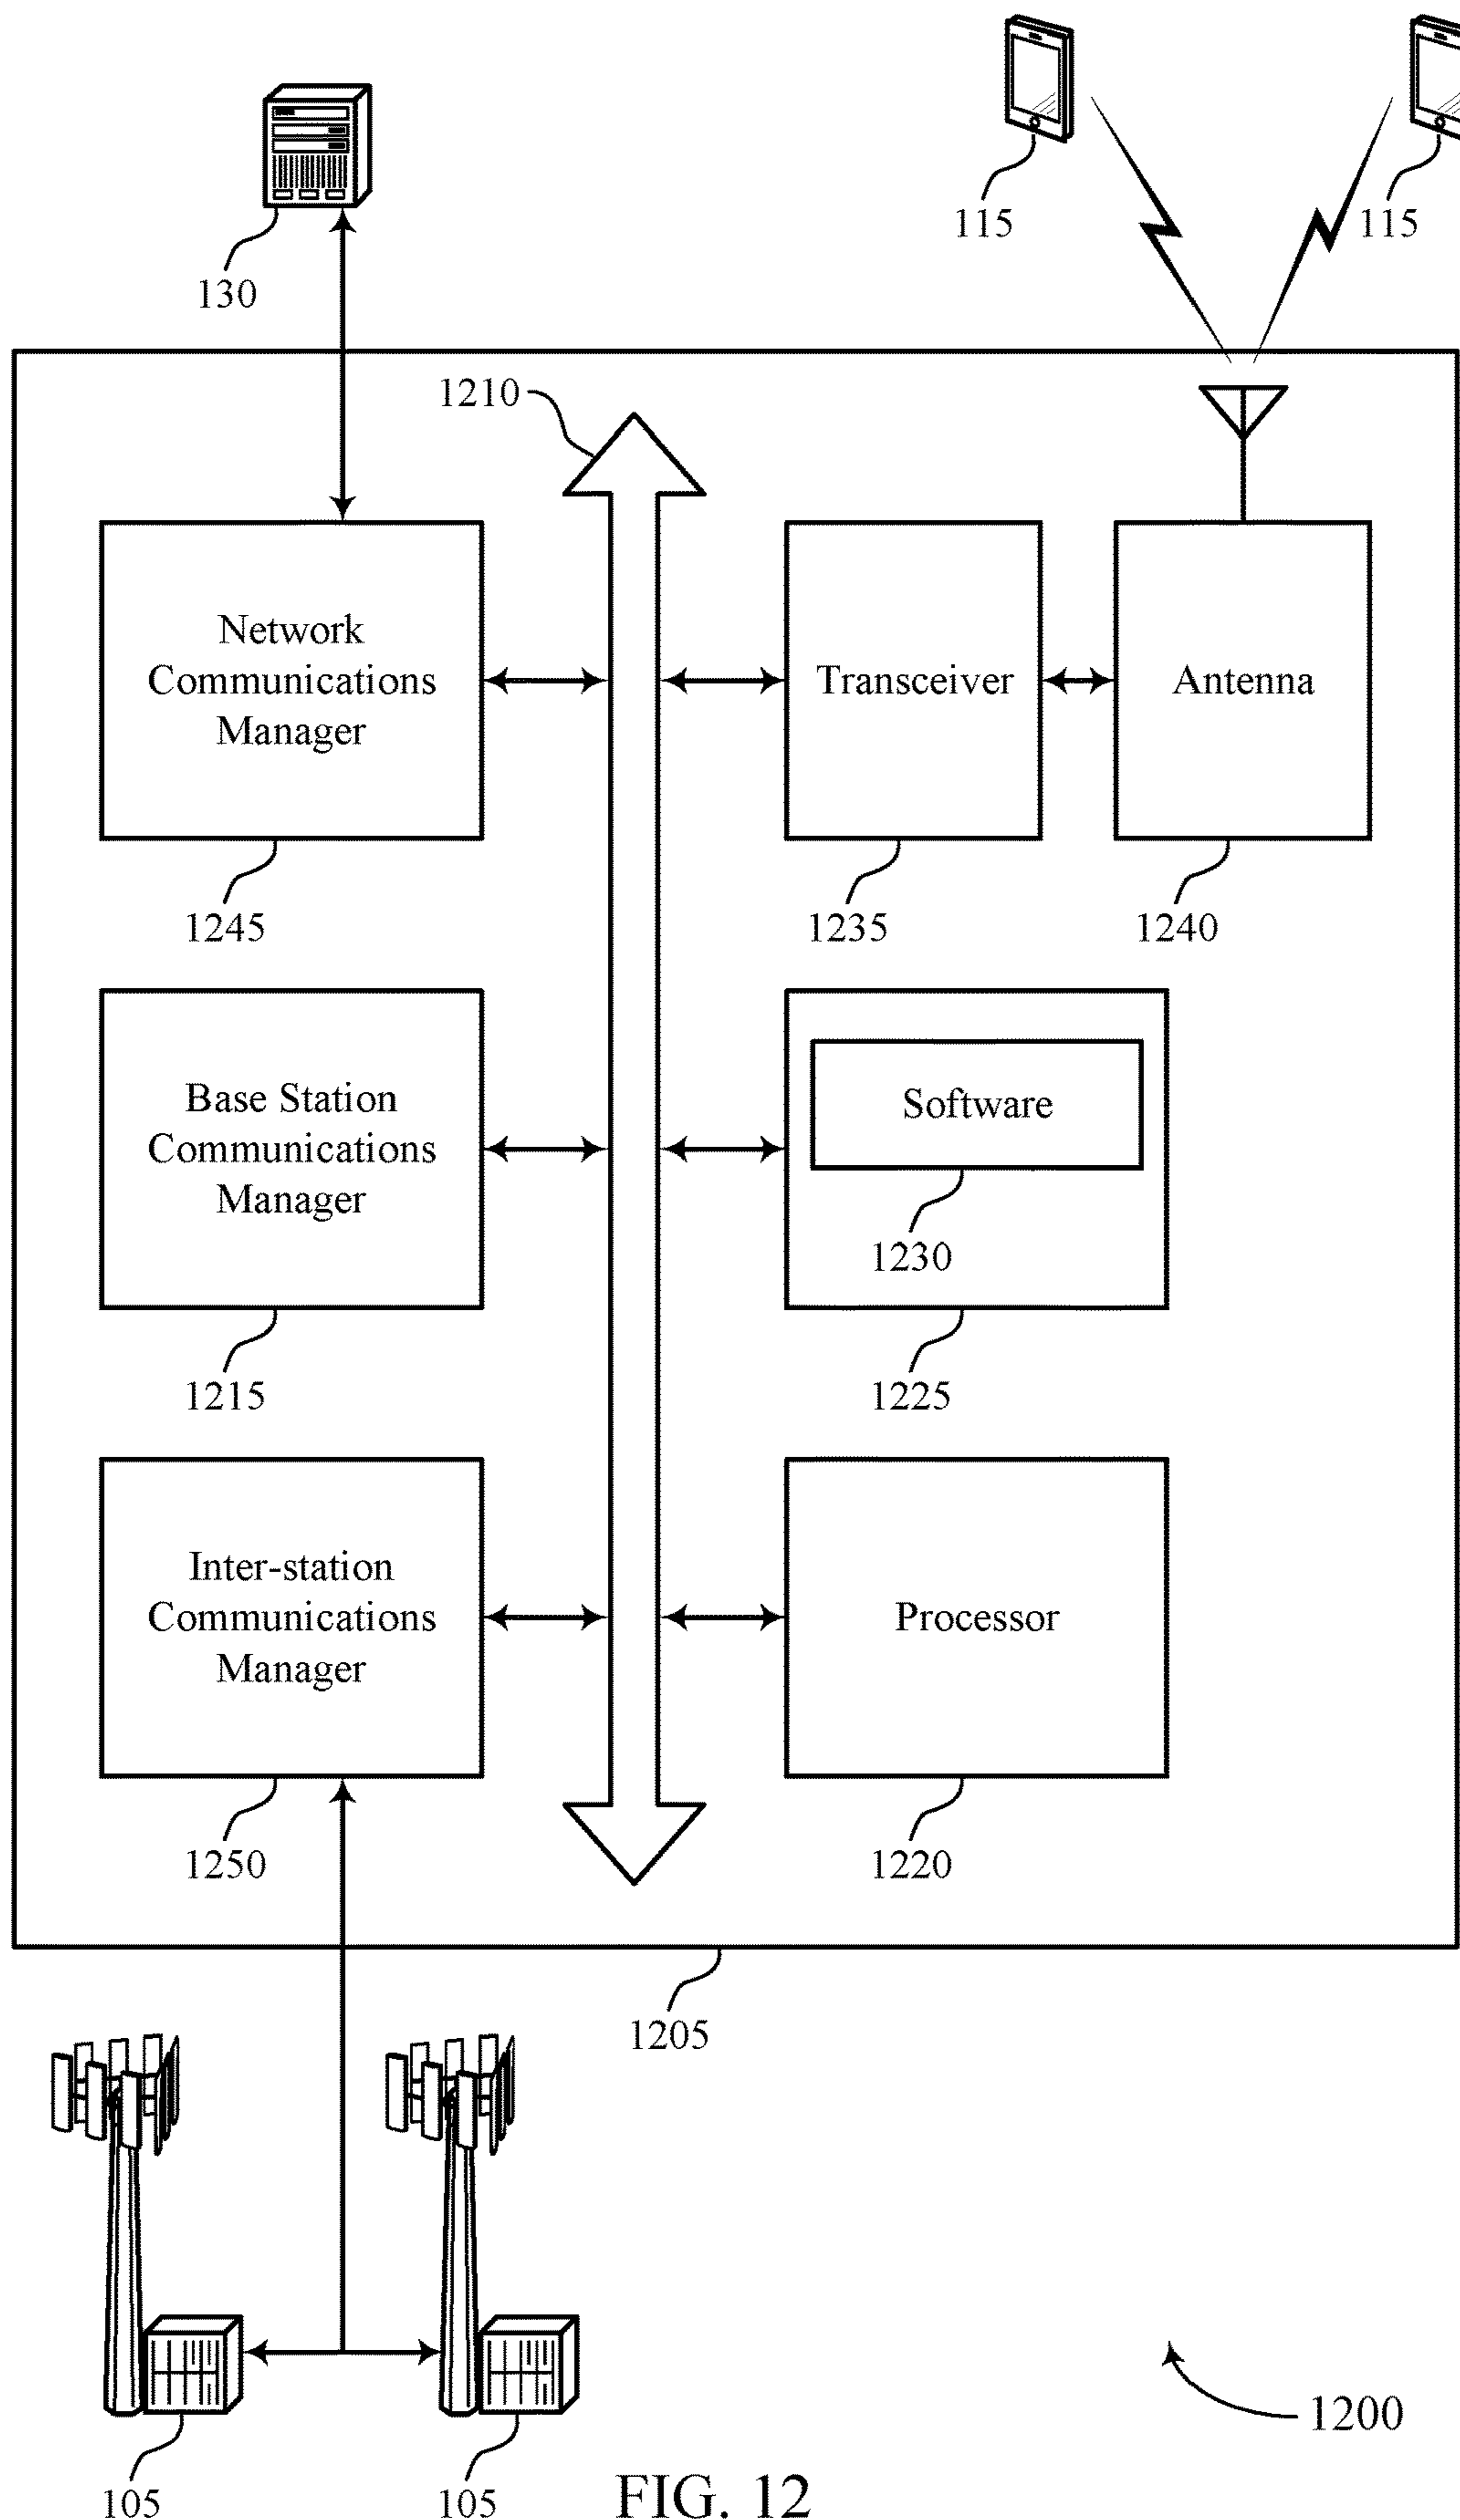 115
115
130
1210
Network
Communications
Manager
Transceiver
Antenna
1245
1235
1240
Base Station
Communications
Manager
Software
1230
1215
1225
Inter-station
Communications
Manager
Processor
1250
1220
1205
1200
105
105
FIG. 12